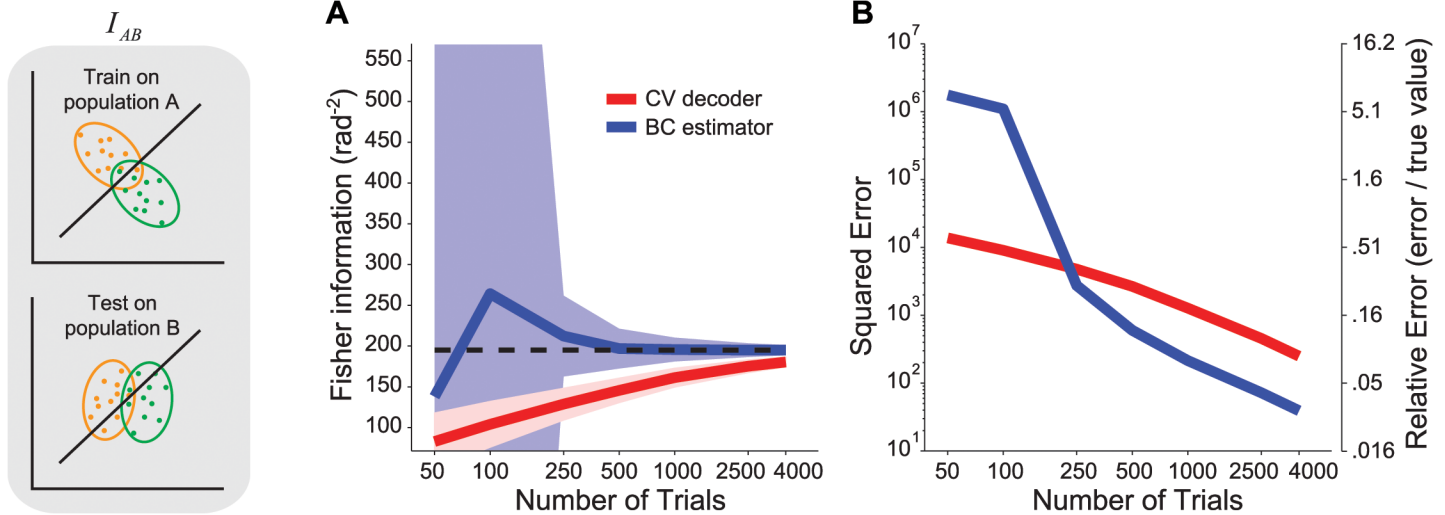 I_AB
Train on
population A
Test on
population B
A
Fisher information (rad⁻²)
550
500
450
400
350
300
250
200
150
100
CV decoder
BC estimator
50 100 250 500 1000 2500 4000
Number of Trials
B
Squared Error
10⁷
10⁶
10⁵
10⁴
10³
10²
10¹
50 100 250 500 1000 2500 4000
Number of Trials
16.2
5.1
1.6
.51
.16
.05
.016
Relative Error (error / true value)